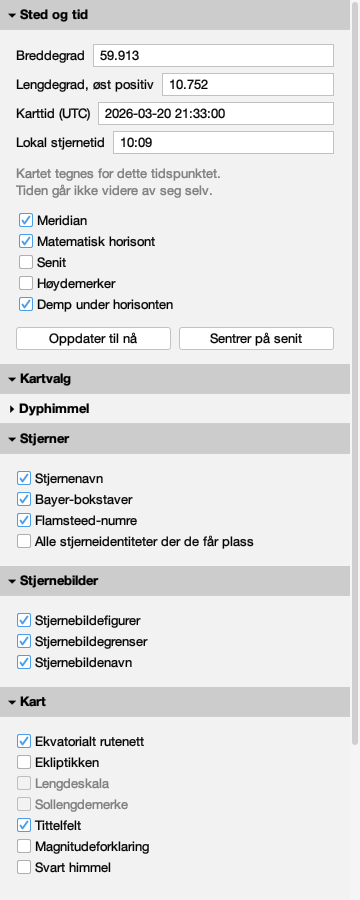 Sted og tid
Breddegrad 59.913
Lengdegrad, øst positiv 10.752
Karttid (UTC) 2026-03-20 21:33:00
Lokal stjernetid 10:09
Kartet tegnes for dette tidspunktet.
Tiden går ikke videre av seg selv.
Meridian
Matematisk horisont
Senit
Høydemerker
Demp under horisonten
Oppdater til nå Sentrer på senit
Kartvalg
Dyphimmel
Stjerner
Stjernenavn
Bayer-bokstaver
Flamsteed-numre
Alle stjerneidentiteter der de får plass
Stjernebilder
Stjernebildefigurer
Stjernebildegrenser
Stjernebildenavn
Kart
Ekvatorialt rutenett
Ekliptikken
Lengdeskala
Sollengdemerke
Tittelfelt
Magnitudeforklaring
Svart himmel